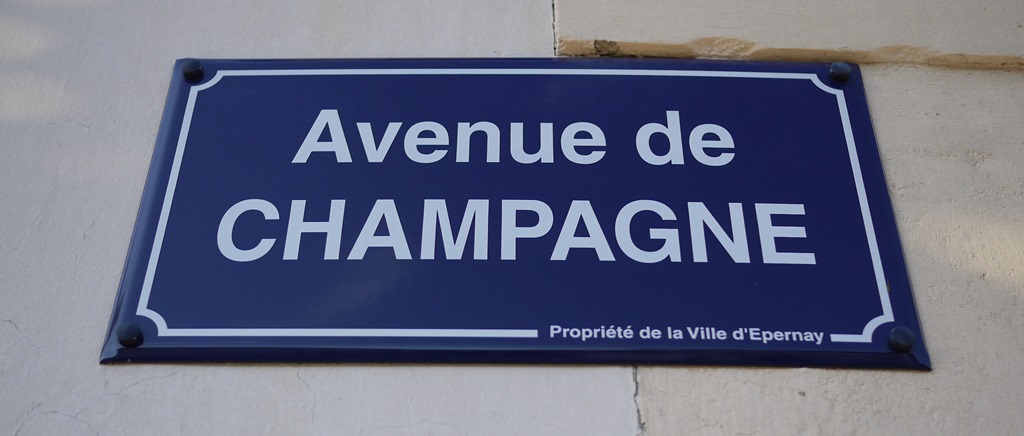 Avenue de
CHAMPAGNE
Propriété de la Ville d'Epernay